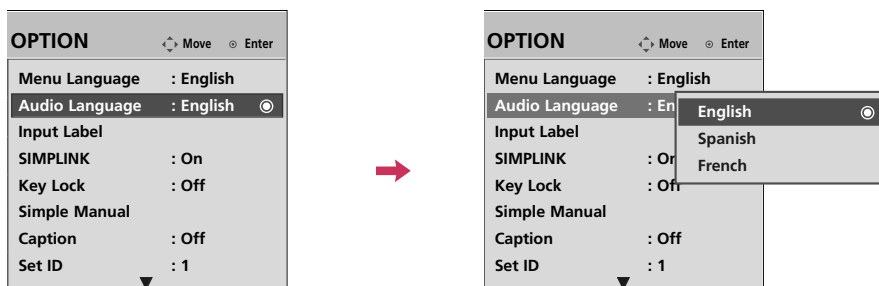 OPTION
Move
Enter
Menu Language : English
Audio Language : English
Input Label
SIMPLINK : On
Key Lock : Off
Simple Manual
Caption : Off
Set ID : 1
OPTION
Move
Enter
Menu Language : English
Audio Language : En
Input Label
SIMPLINK : On
Key Lock : Off
Simple Manual
Caption : Off
Set ID : 1
English
Spanish
French